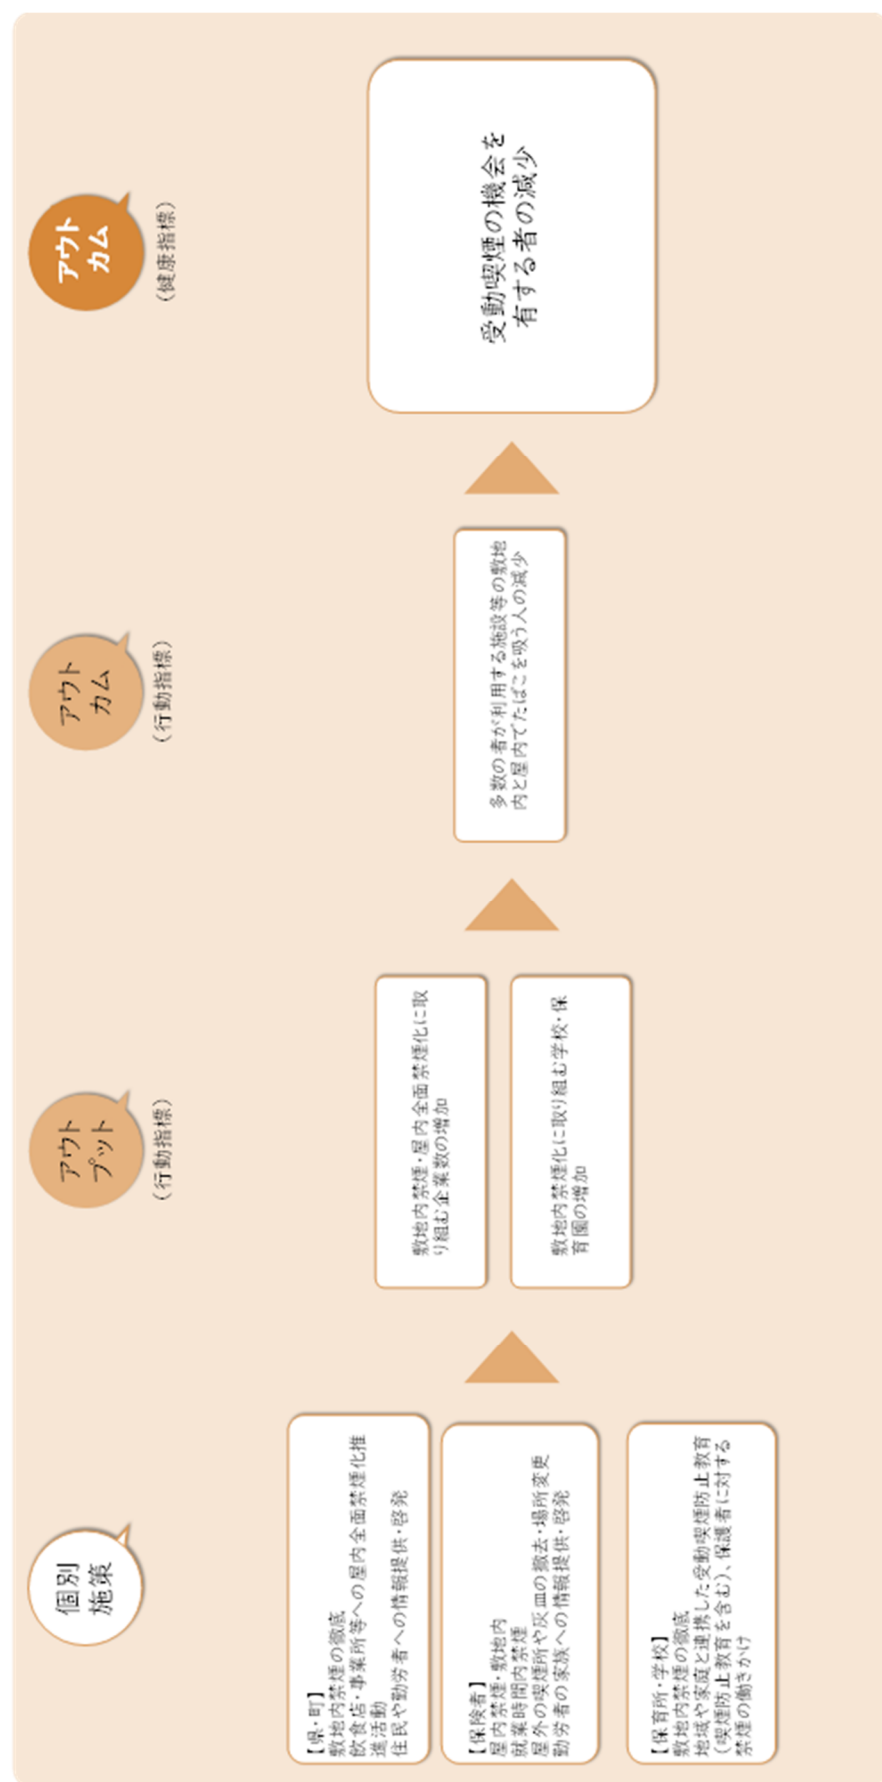 個別
施策
アウト
プット
(行動指標)
アウト
カム
(行動指標)
アウト
カム
(健康指標)
【県・町】
敷地内禁煙の徹底
飲食店・事業所等への屋内全面禁煙化推
進活動
住民や勤労者への情報提供・啓発
【保険者】
屋内禁煙・敷地内
就業時間内禁煙
屋外の喫煙所や灰皿の撤去・場所変更
勤労者の家族への情報提供・啓発
【保育所・学校】
敷地内禁煙の徹底
地域や家庭と連携した受動喫煙防止教育
(喫煙防止教育を含む)、保護者に対する
禁煙の働きかけ
敷地内禁煙・屋内全面禁煙化に取
り組む企業数の増加
敷地内禁煙化に取り組む学校・保
育園の増加
多数の者が利用する施設等の敷地
内と屋内でたばこを吸う人の減少
受動喫煙の機会を
有する者の減少